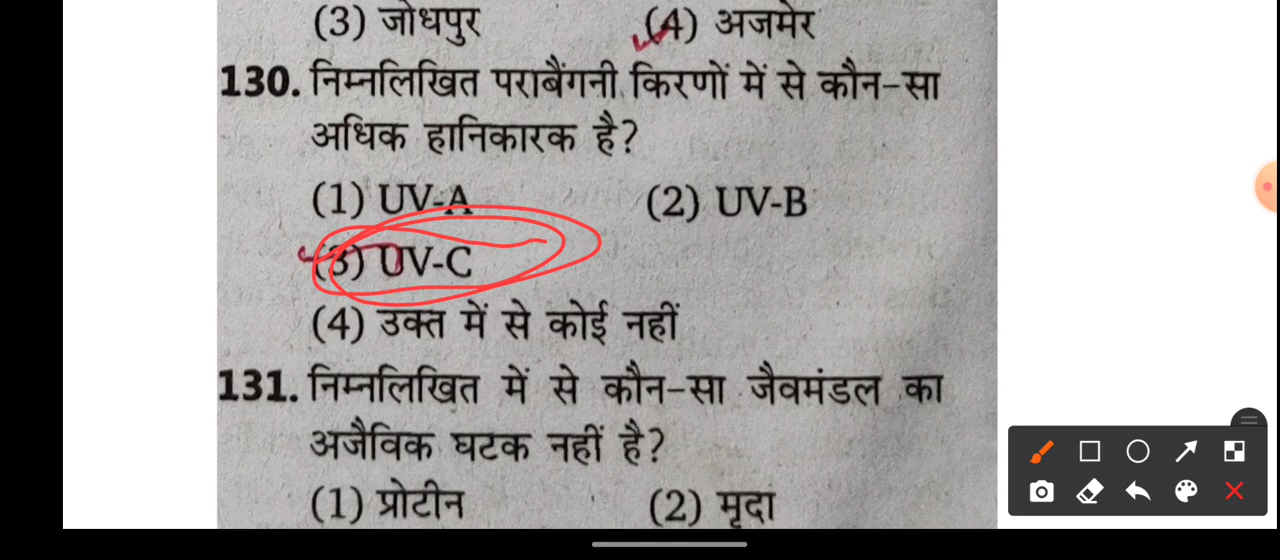 (3) जोधपुर (4) अजमेर
130. निम्नलिखित पराबैंगनी किरणों में से कौन-सा
अधिक हानिकारक है?
(1) UV-A (2) UV-B
(3) UV-C
(4) उक्त में से कोई नहीं
131. निम्नलिखित में से कौन-सा जैवमंडल का
अजैविक घटक नहीं है?
(1) प्रोटीन (2) मृदा